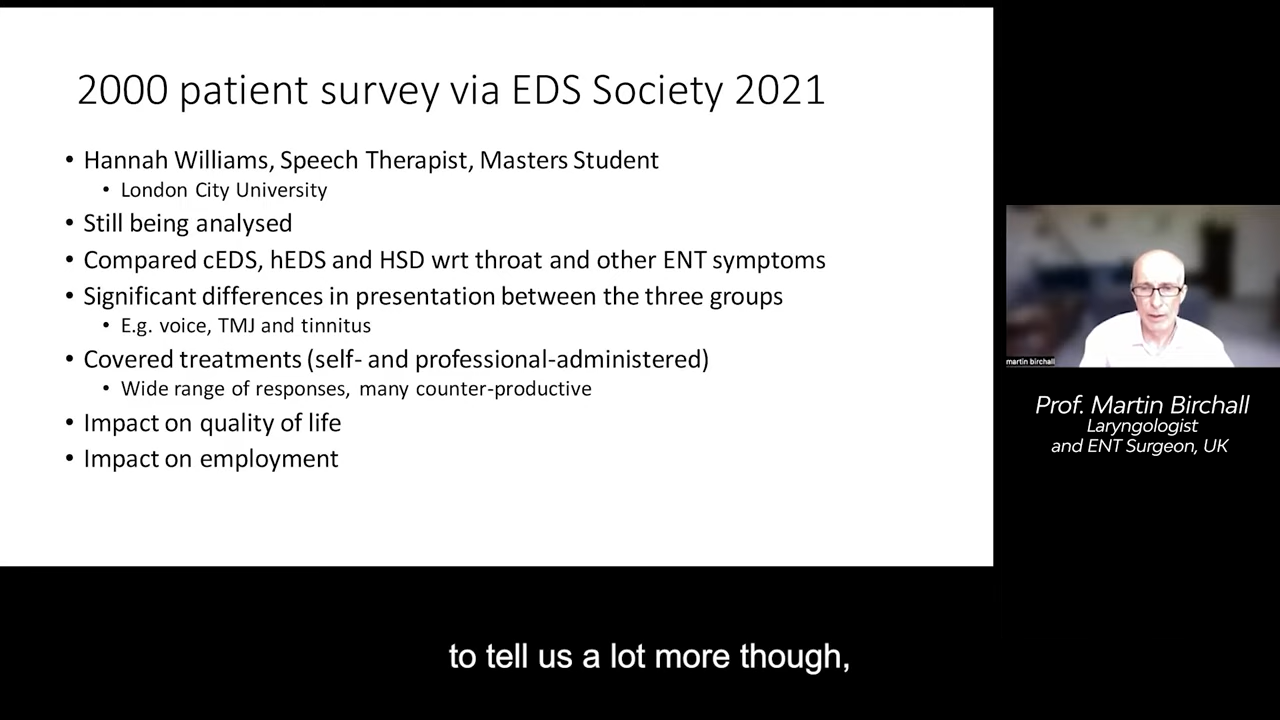 2000 patient survey via EDS Society 2021
• Hannah Williams, Speech Therapist, Masters Student
• London City University
• Still being analysed
• Compared cEDS, hEDS and HSD wrt throat and other ENT symptoms
• Significant differences in presentation between the three groups
• E.g. voice, TMJ and tinnitus
• Covered treatments (self- and professional-administered)
• Wide range of responses, many counter-productive
• Impact on quality of life
• Impact on employment
martin birchall
Prof. Martin Birchall
Laryngologist
and ENT Surgeon, UK
to tell us a lot more though,